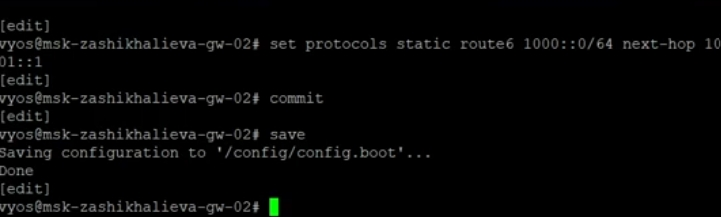 [edit]
vyos@msk-zashikhalieva-gw-02# set protocols static route6 1000::0/64 next-hop 10
01::1
[edit]
vyos@msk-zashikhalieva-gw-02# commit
[edit]
vyos@msk-zashikhalieva-gw-02# save
Saving configuration to '/config/config.boot'...
Done
[edit]
vyos@msk-zashikhalieva-gw-02#